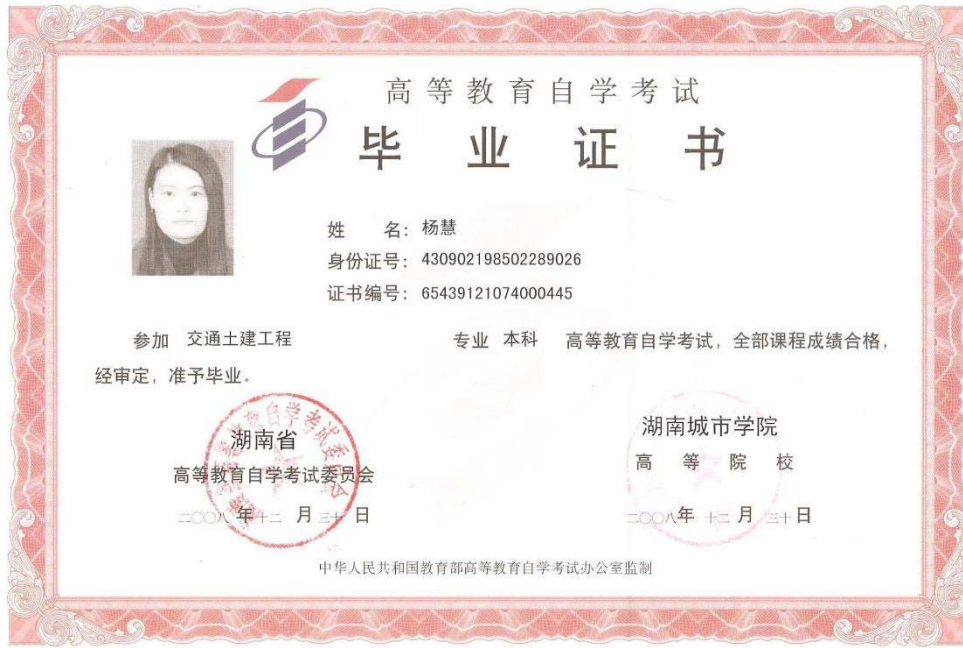 高等教育自学考试
毕业证书
姓 名: 杨慧
身份证号: 430902198502289026
证书编号: 65439121074000445
参加 交通土建工程 专业 本科 高等教育自学考试, 全部课程成绩合格,
经审定, 准予毕业。
湖南省
高等教育自学考试委员会
二〇〇八年十二月三十日
湖南城市学院
高等院校
二〇〇八年十二月三十日
中华人民共和国教育部高等教育自学考试办公室监制